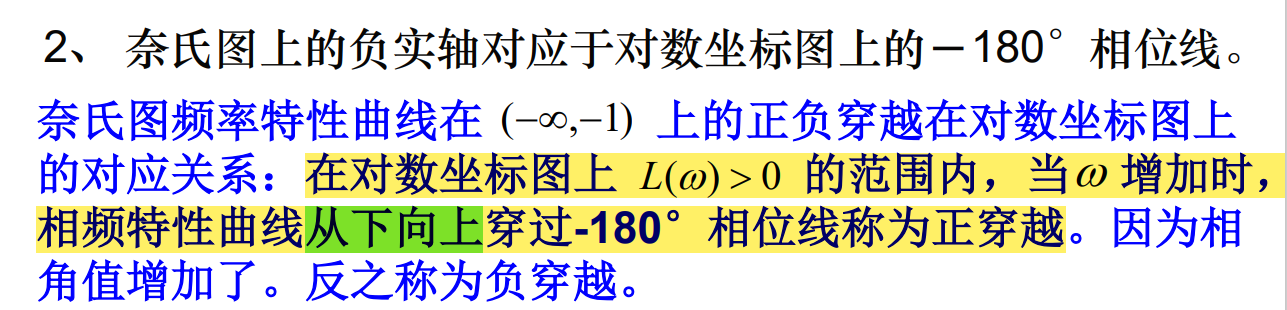 2、 奈氏图上的负实轴对应于对数坐标图上的－180°相位线。
奈氏图频率特性曲线在 (−∞,−1) 上的正负穿越在对数坐标图上
的对应关系：在对数坐标图上 L(ω) > 0 的范围内，当ω 增加时，
相频特性曲线从下向上穿过-180°相位线称为正穿越。因为相
角值增加了。反之称为负穿越。